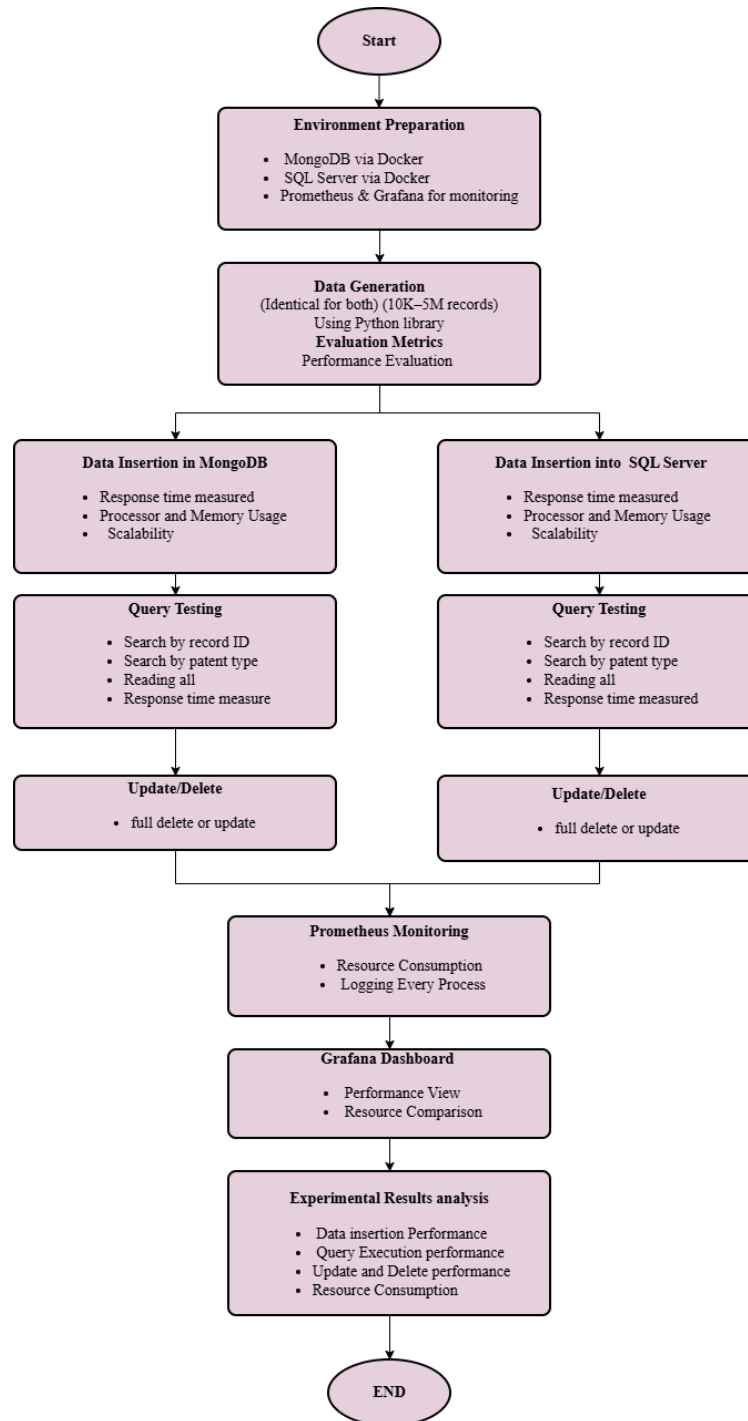 Start
Environment Preparation
• MongoDB via Docker
• SQL Server via Docker
• Prometheus & Grafana for monitoring
Data Generation
(Identical for both) (10K–5M records)
Using Python library
Evaluation Metrics
Performance Evaluation
Data Insertion in MongoDB
• Response time measured
• Processor and Memory Usage
• Scalability
Data Insertion into SQL Server
• Response time measured
• Processor and Memory Usage
• Scalability
Query Testing
• Search by record ID
• Search by patent type
• Reading all
• Response time measure
Query Testing
• Search by record ID
• Search by patent type
• Reading all
• Response time measured
Update/Delete
• full delete or update
Update/Delete
• full delete or update
Prometheus Monitoring
• Resource Consumption
• Logging Every Process
Grafana Dashboard
• Performance View
• Resource Comparison
Experimental Results analysis
• Data insertion Performance
• Query Execution performance
• Update and Delete performance
• Resource Consumption
END